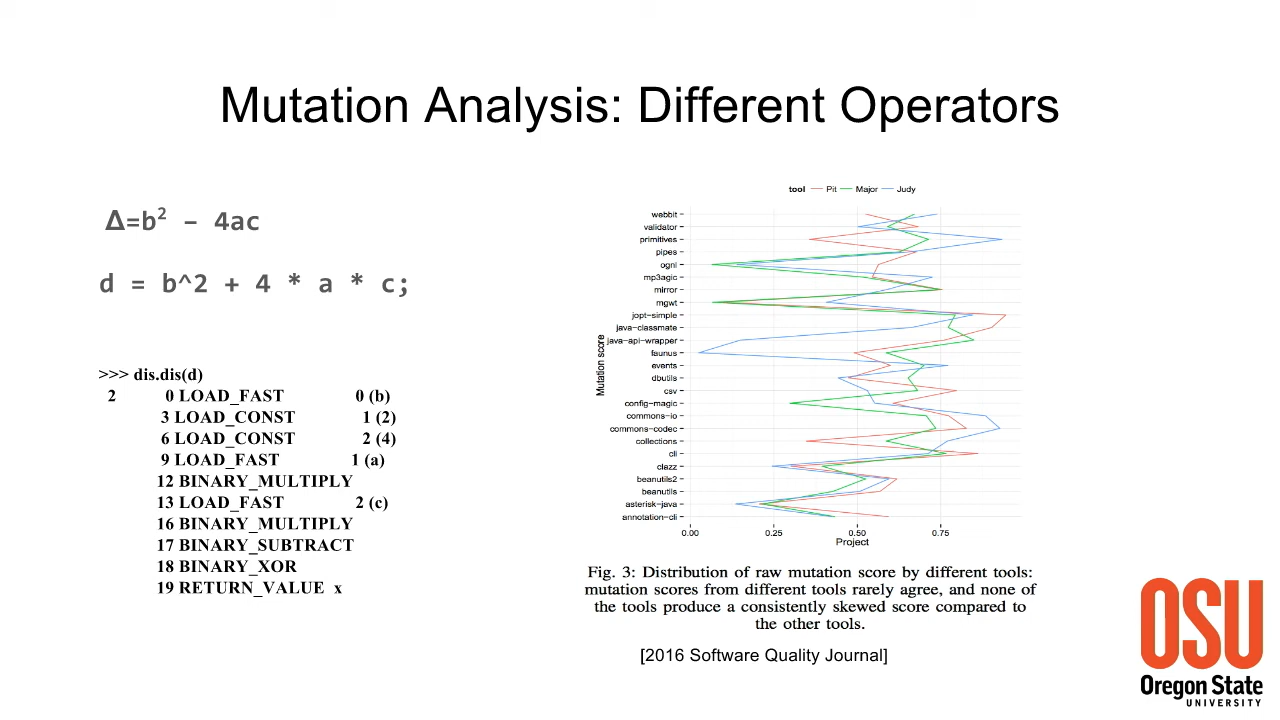 Mutation Analysis: Different Operators
Δ=b² – 4ac
d = b^2 + 4 * a * c;
>>> dis.dis(d)
2 0 LOAD_FAST 0 (b)
3 LOAD_CONST 1 (2)
6 LOAD_CONST 2 (4)
9 LOAD_FAST 1 (a)
12 BINARY_MULTIPLY
13 LOAD_FAST 2 (c)
16 BINARY_MULTIPLY
17 BINARY_SUBTRACT
18 BINARY_XOR
19 RETURN_VALUE x
tool Pit Major Judy
Mutation score
webbit
validator
primitives
pipes
ognl
mp3agic
mirror
mgwt
jopt-simple
java-classmate
java-api-wrapper
faunus
events
dbutils
csv
config-magic
commons-io
commons-codec
collections
cli
clazz
beanutils2
beanutils
asterisk-java
annotation-cli
0.00 0.25 0.50 0.75
Project
Fig. 3: Distribution of raw mutation score by different tools:
mutation scores from different tools rarely agree, and none of
the tools produce a consistently skewed score compared to
the other tools.
[2016 Software Quality Journal]
OSU
Oregon State
UNIVERSITY